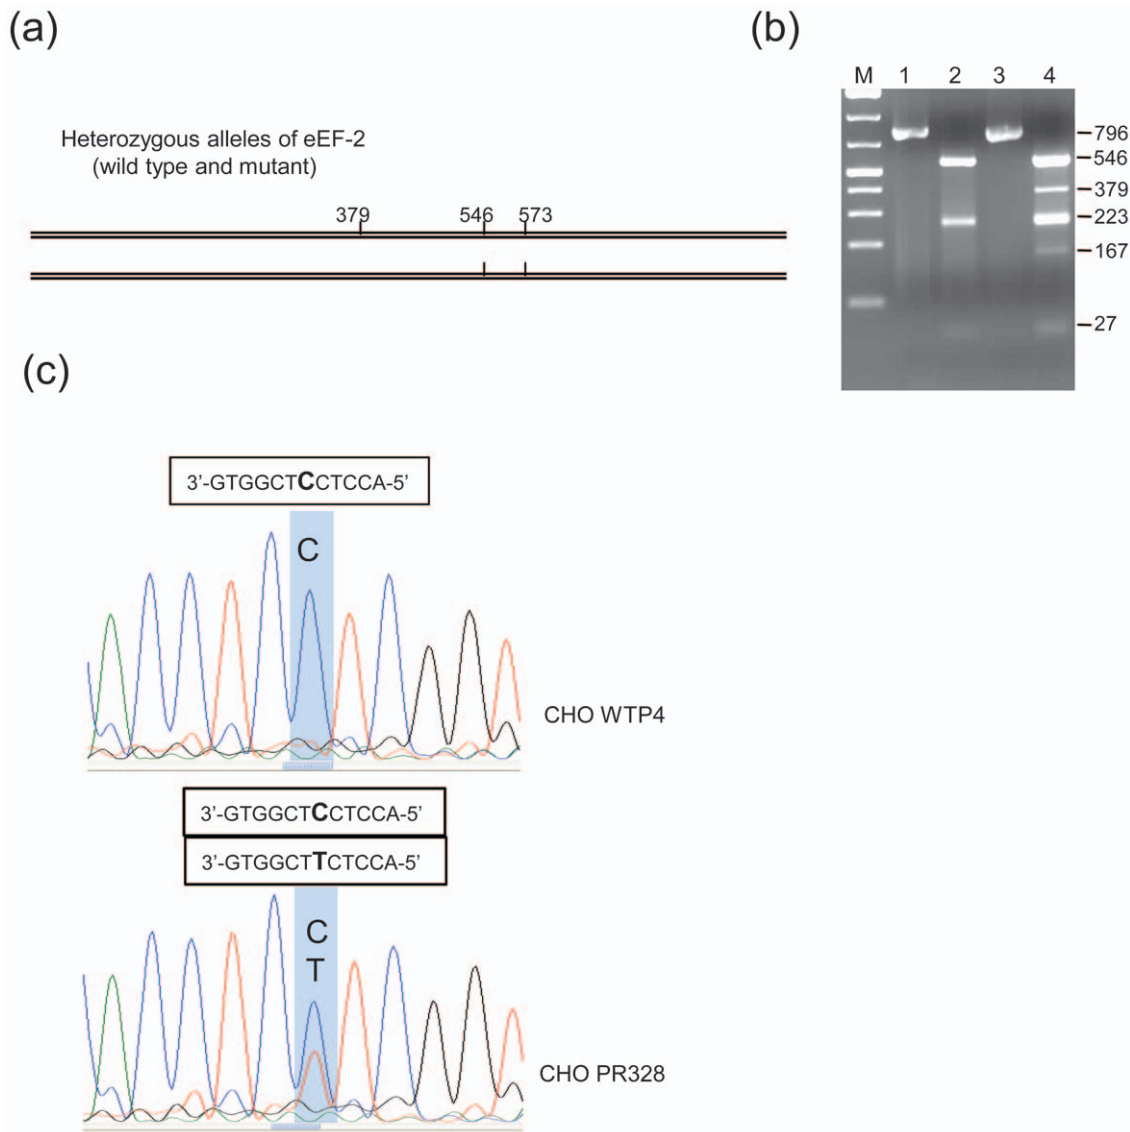 (a)
Heterozygous alleles of eEF-2
(wild type and mutant)
379 546 573
(b)
M 1 2 3 4
796
546
379
223
167
27
(c)
3’-GTGGCTCCTCCA-5’
C
CHO WTP4
3’-GTGGCTCCTCCA-5’
3’-GTGGCTTCTCCA-5’
C
T
CHO PR328